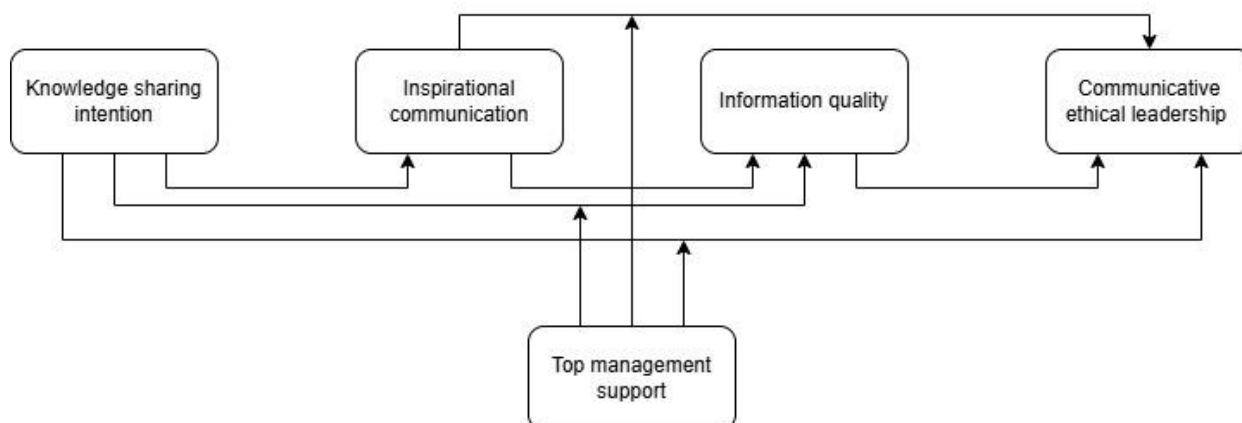 Knowledge sharing
intention
Inspirational
communication
Information quality
Communicative
ethical leadership
Top management
support